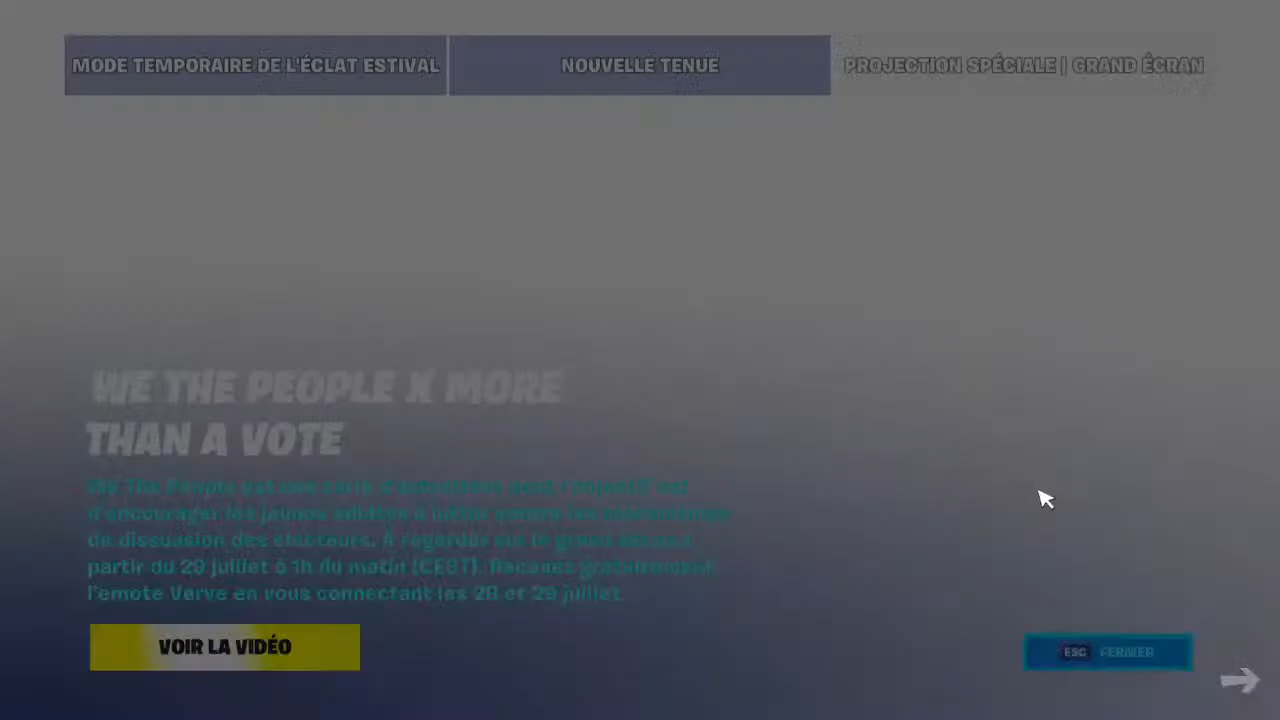 MODE TEMPORAIRE DE L'ÉCLAT ESTIVAL
NOUVELLE TENUE
PROJECTION SPÉCIALE | GRAND ÉCRAN
WE THE PEOPLE X MORE
THAN A VOTE
We The People est une série d'entretiens dont l'objectif est
d'encourager les jeunes adultes à lutter contre les
de dissuasion des électeurs. À regarder sur le grand écran à
partir du 29 juillet à 1h du matin (CEST). Recevez gratuitement
l'emote Verve en vous connectant les 28 et 29 juillet.
VOIR LA VIDÉO
ESC FERMER